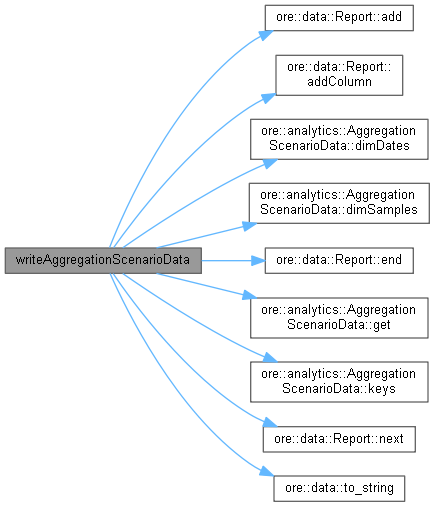 ore::data::Report::add
ore::data::Report::
addColumn
ore::analytics::Aggregation
ScenarioData::dimDates
ore::analytics::Aggregation
ScenarioData::dimSamples
writeAggregationScenarioData
ore::data::Report::end
ore::analytics::Aggregation
ScenarioData::get
ore::analytics::Aggregation
ScenarioData::keys
ore::data::Report::next
ore::data::to_string